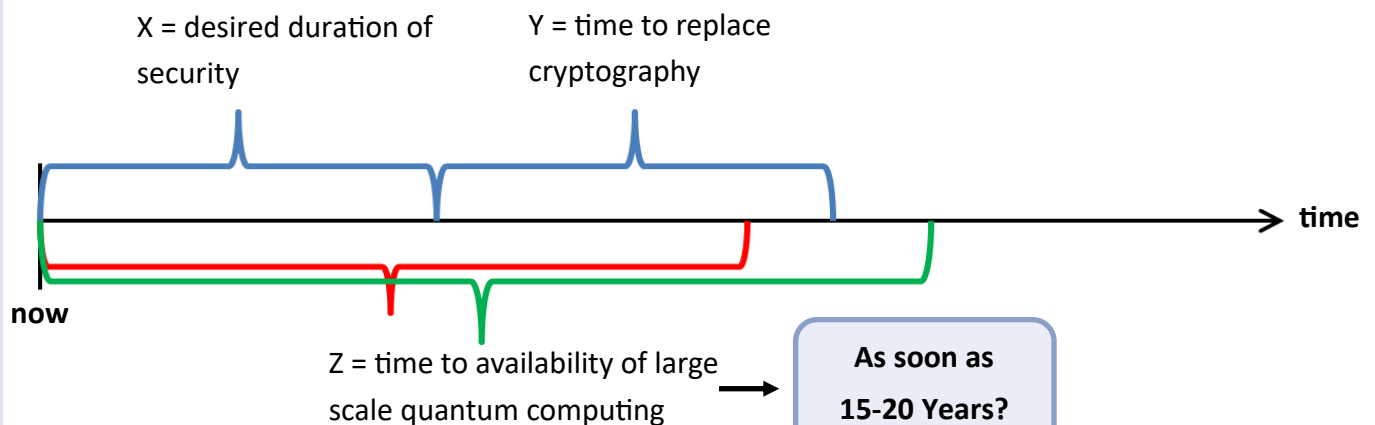 X = desired duration of
security
Y = time to replace
cryptography
time
now
Z = time to availability of large
scale quantum computing
As soon as
15-20 Years?